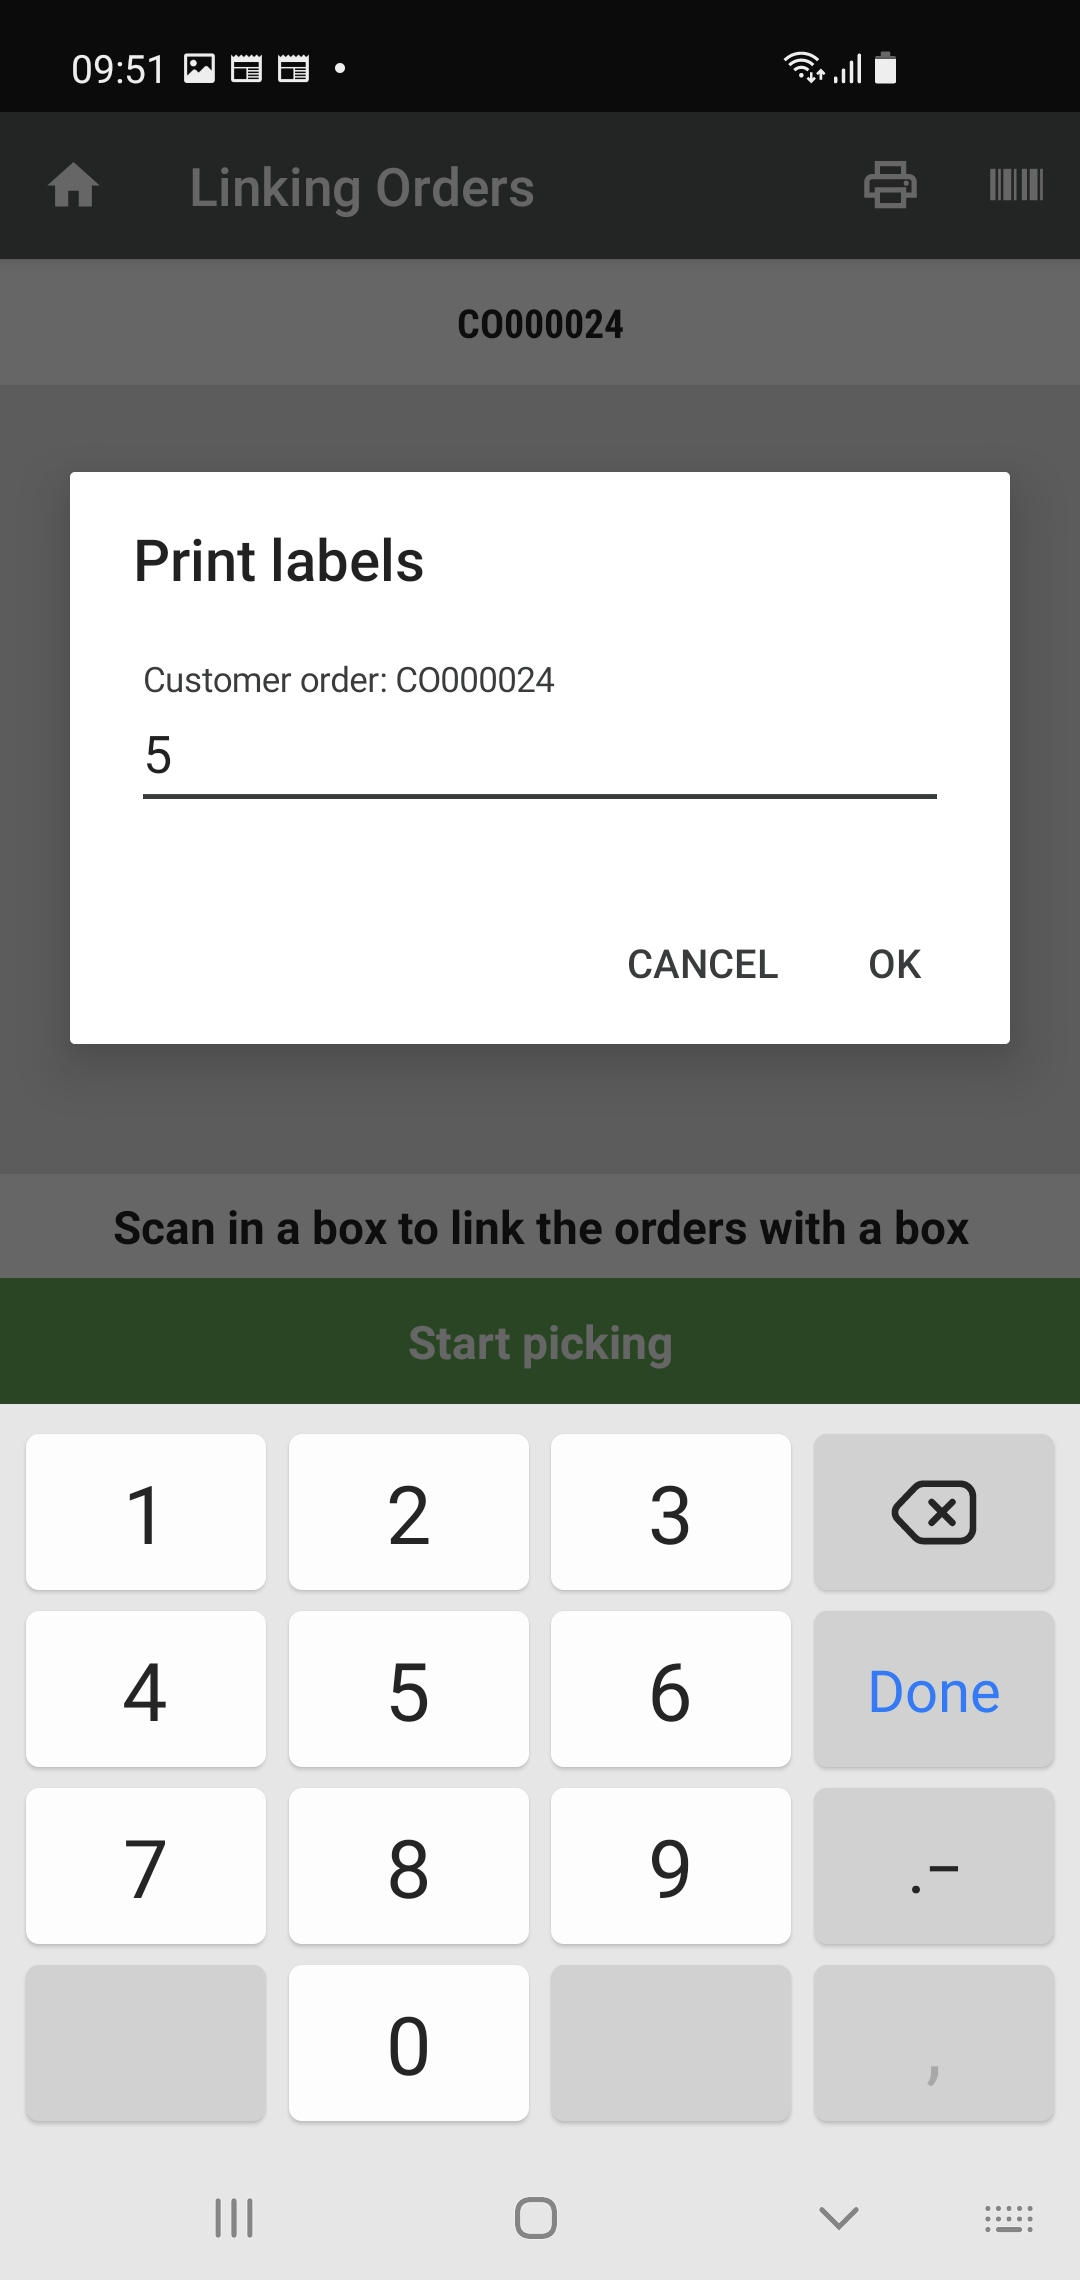 09:51
Linking Orders
CO000024
Print labels
Customer order: CO000024
5
CANCEL OK
Scan in a box to link the orders with a box
Start picking
1 2 3
4 5 6 Done
7 8 9 .-
0 ,